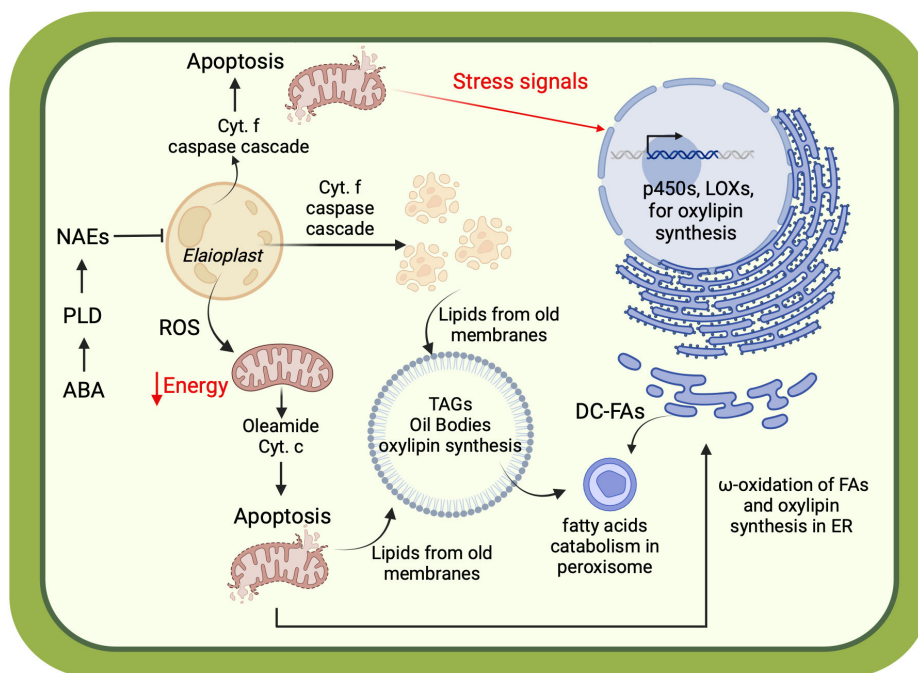 Apoptosis
Stress signals
Cyt. f
caspase cascade
p450s, LOXs,
for oxylipin
synthesis
Cyt. f
caspase
cascade
NAEs
Elaioplast
PLD
ROS
Lipids from old
membranes
ABA
Energy
TAGs
Oil Bodies
oxylipin synthesis
DC-FAs
Oleamide
Cyt. c
ω-oxidation of FAs
and oxylipin
synthesis in ER
Apoptosis
fatty acids
catabolism in
peroxisome
Lipids from old
membranes